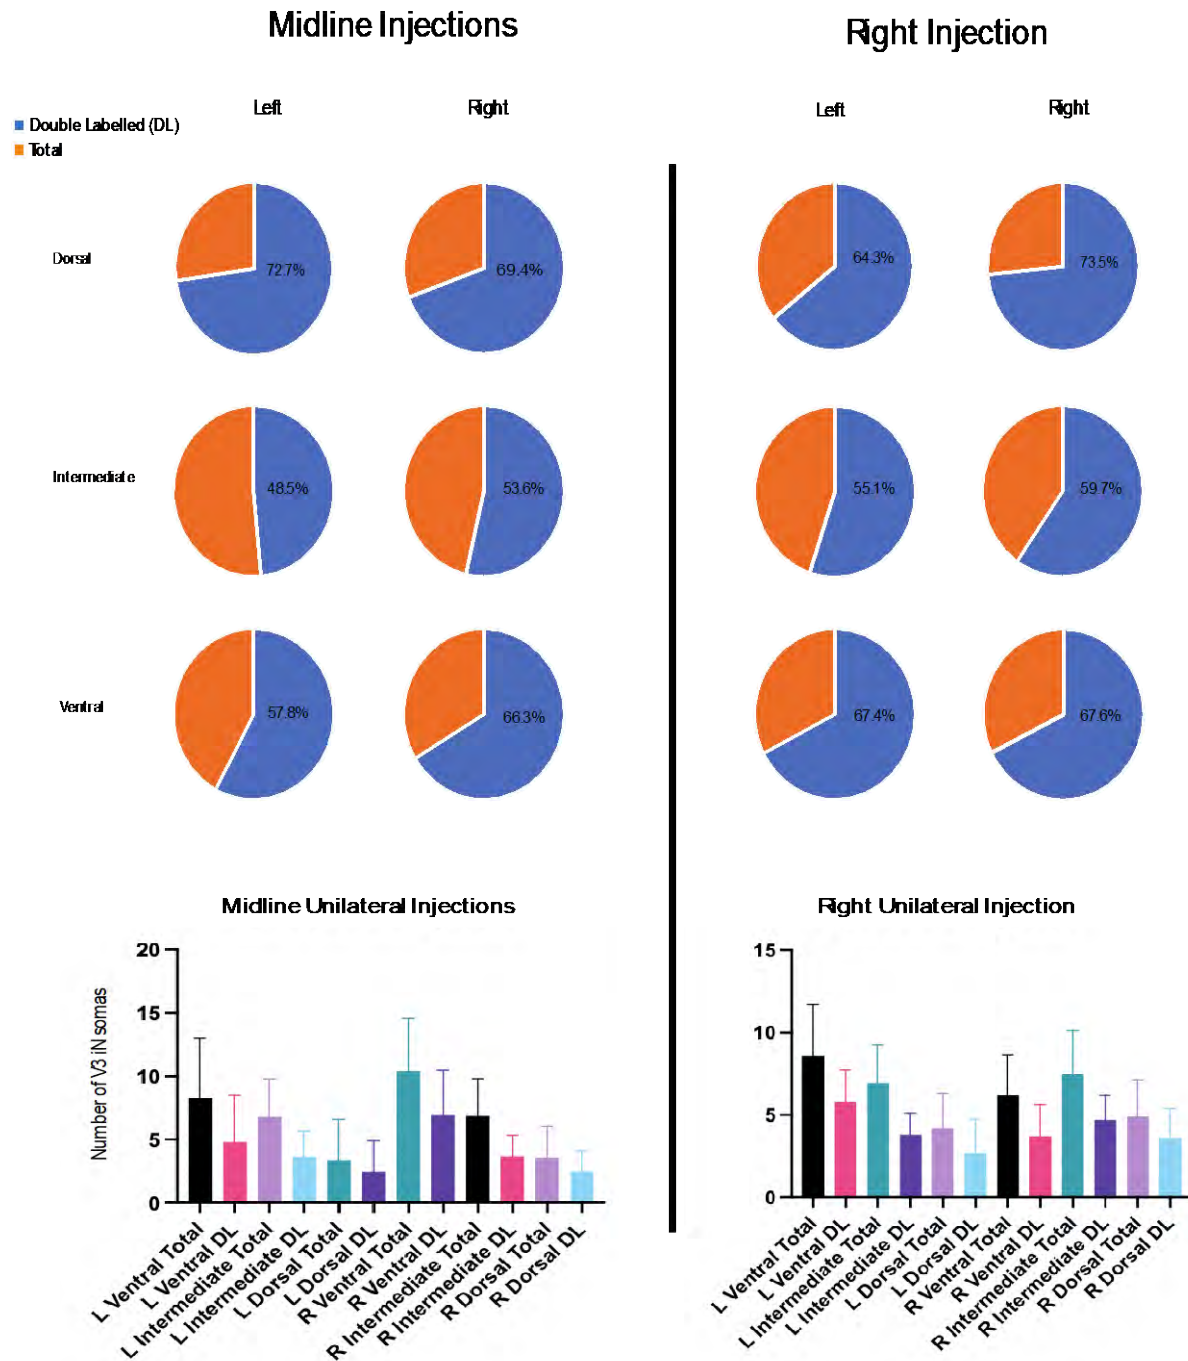 Midline Injections
Right Injection
Left
Right
Left
Right
Double Labelled (DL)
Total
Dorsal
72.7%
69.4%
64.3%
73.5%
Intermediate
48.5%
53.6%
55.1%
59.7%
Ventral
57.8%
66.3%
67.4%
67.6%
Midline Unilateral Injections
Number of V3 iN somas
20
15
10
5
0
L Ventral Total
L Ventral DL
L Intermediate Total
L Intermediate DL
L Dorsal Total
L Dorsal DL
R Ventral Total
R Ventral DL
R Intermediate Total
R Intermediate DL
R Dorsal Total
R Dorsal DL
Right Unilateral Injection
15
10
5
0
L Ventral Total
L Ventral DL
L Intermediate Total
L Intermediate DL
L Dorsal Total
L Dorsal DL
R Ventral Total
R Ventral DL
R Intermediate Total
R Intermediate DL
R Dorsal Total
R Dorsal DL